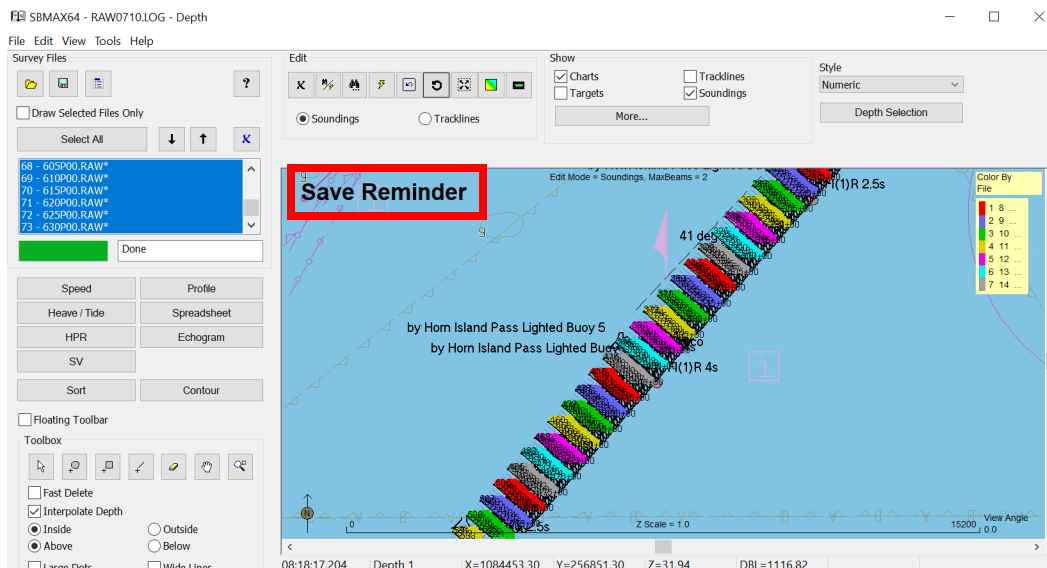 SBMAX64 - RAW0710.LOG - Depth
File Edit View Tools Help
Survey Files
?
Draw Selected Files Only
Select All
X
68 - 605P00.RAW*
69 - 610P00.RAW*
70 - 615P00.RAW*
71 - 620P00.RAW*
72 - 625P00.RAW*
73 - 630P00.RAW*
Done
Speed
Profile
Heave / Tide
Spreadsheet
HPR
Echogram
SV
Sort
Contour
Floating Toolbar
Toolbox
Fast Delete
Interpolate Depth
Inside
Outside
Above
Below
Large Dots
Wide Lines
Edit
X
Soundings
Tracklines
Show
Charts
Tracklines
Targets
Soundings
More...
Style
Numeric
Depth Selection
Save Reminder
Edit Mode = Soundings, MaxBeams = 2
Fl(1)R 2.5s
9
9
41 deg
by Horn Island Pass Lighted Buoy 5
by Horn Island Pass Lighted Buoy
Fl(1)R 4s
1
Color By
File
1 8 ...
2 9 ...
3 10 ...
4 11 ...
5 12 ...
6 13 ...
7 14 ...
N
0
Z Scale = 1.0
15200
View Angle
0.0
08:18:17.204
Depth 1
X=1084453.30
Y=256851.30
Z=31.94
DBL=1116.82